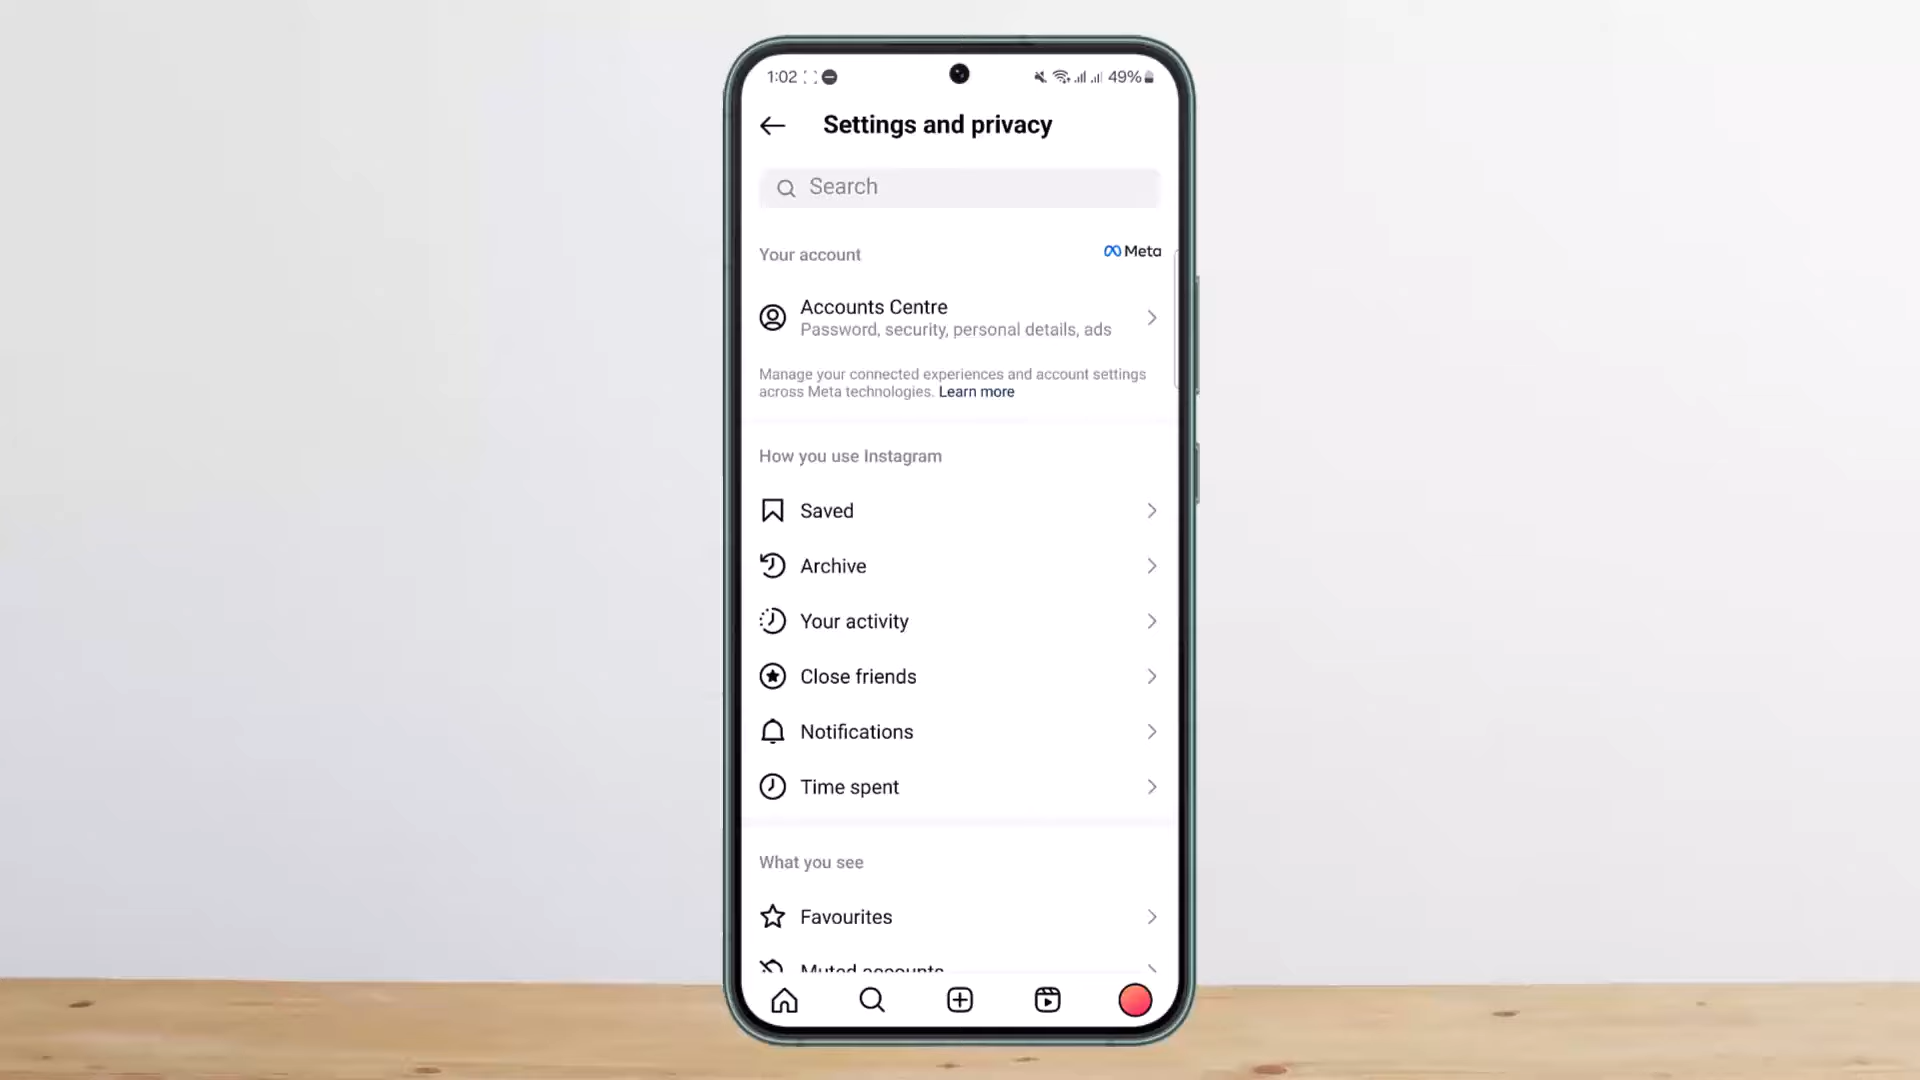 1:02
49%
Settings and privacy
Search
Your account
Meta
Accounts Centre
Password, security, personal details, ads
Manage your connected experiences and account settings
across Meta technologies. Learn more
How you use Instagram
Saved
Archive
Your activity
Close friends
Notifications
Time spent
What you see
Favourites
Muted accounts